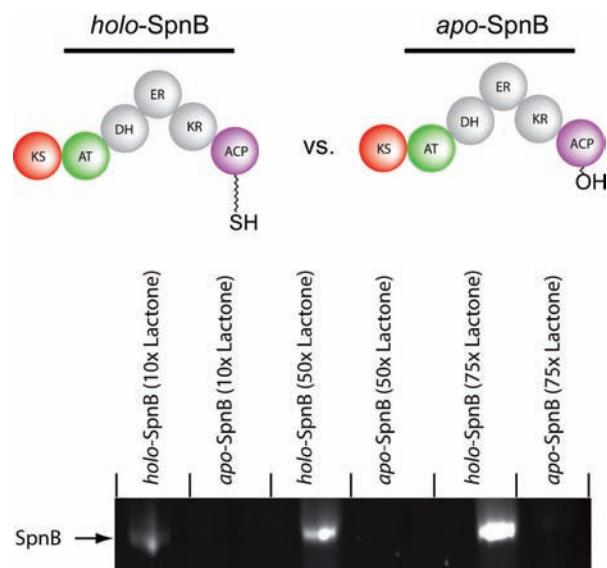 holo-SpnB
apo-SpnB
KS
AT
DH
ER
KR
ACP
SH
vs.
KS
AT
DH
ER
KR
ACP
OH
holo-SpnB (10x Lactone)
apo-SpnB (10x Lactone)
holo-SpnB (50x Lactone)
apo-SpnB (50x Lactone)
holo-SpnB (75x Lactone)
apo-SpnB (75x Lactone)
SpnB